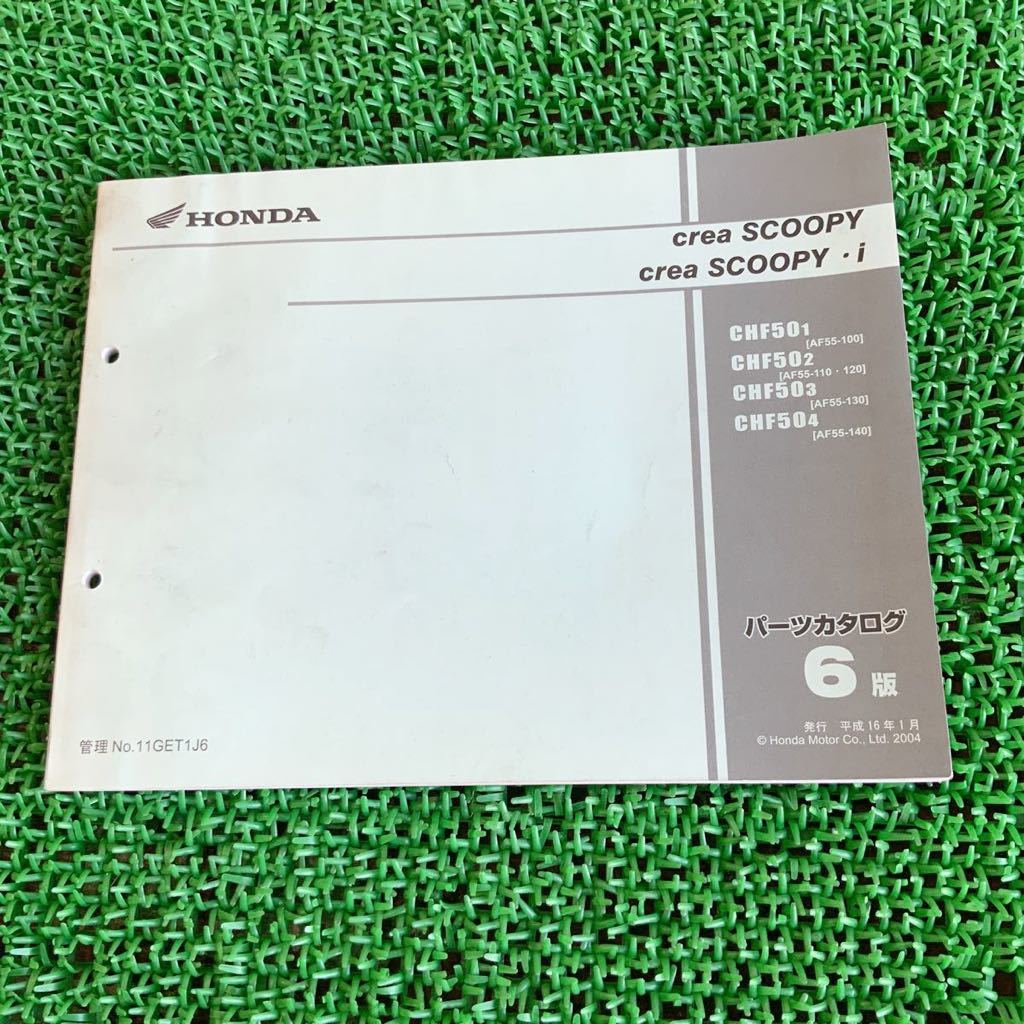 HONDA
crea SCOOPY
crea SCOOPY・i
CHF501
[AF55-100]
CHF502
[AF55-110・120]
CHF503
[AF55-130]
CHF504
[AF55-140]
パーツカタログ
6版
発行 平成16年1月
© Honda Motor Co., Ltd. 2004
管理 No.11GET1J6